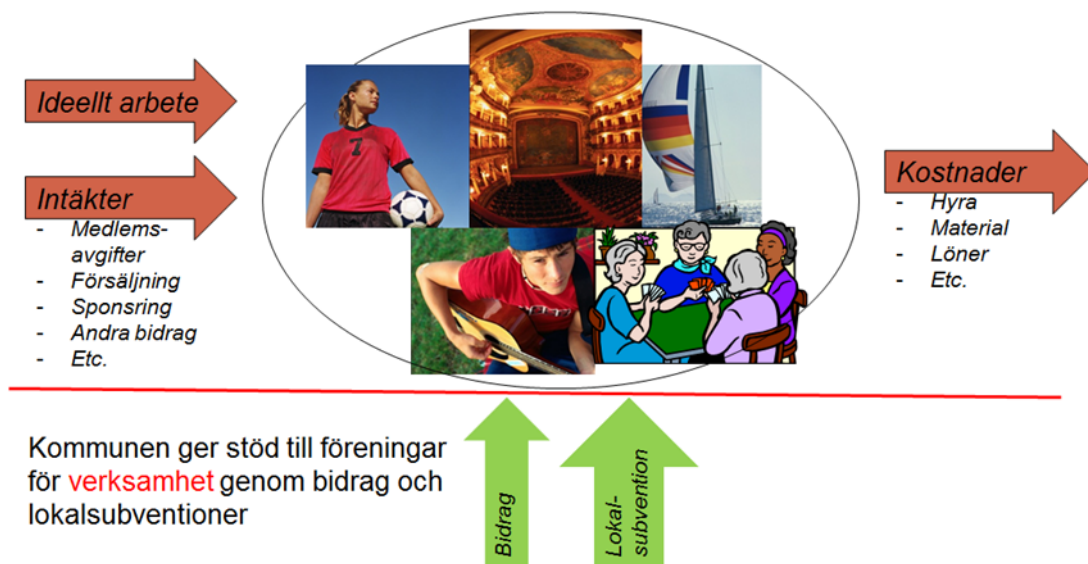 Ideellt arbete
Intäkter
- Medlems-
avgifter
- Försäljning
- Sponsring
- Andra bidrag
- Etc.
7
Kostnader
- Hyra
- Material
- Löner
- Etc.
Kommunen ger stöd till föreningar
för verksamhet genom bidrag och
lokalsubventioner
Bidrag
Lokal-
subvention